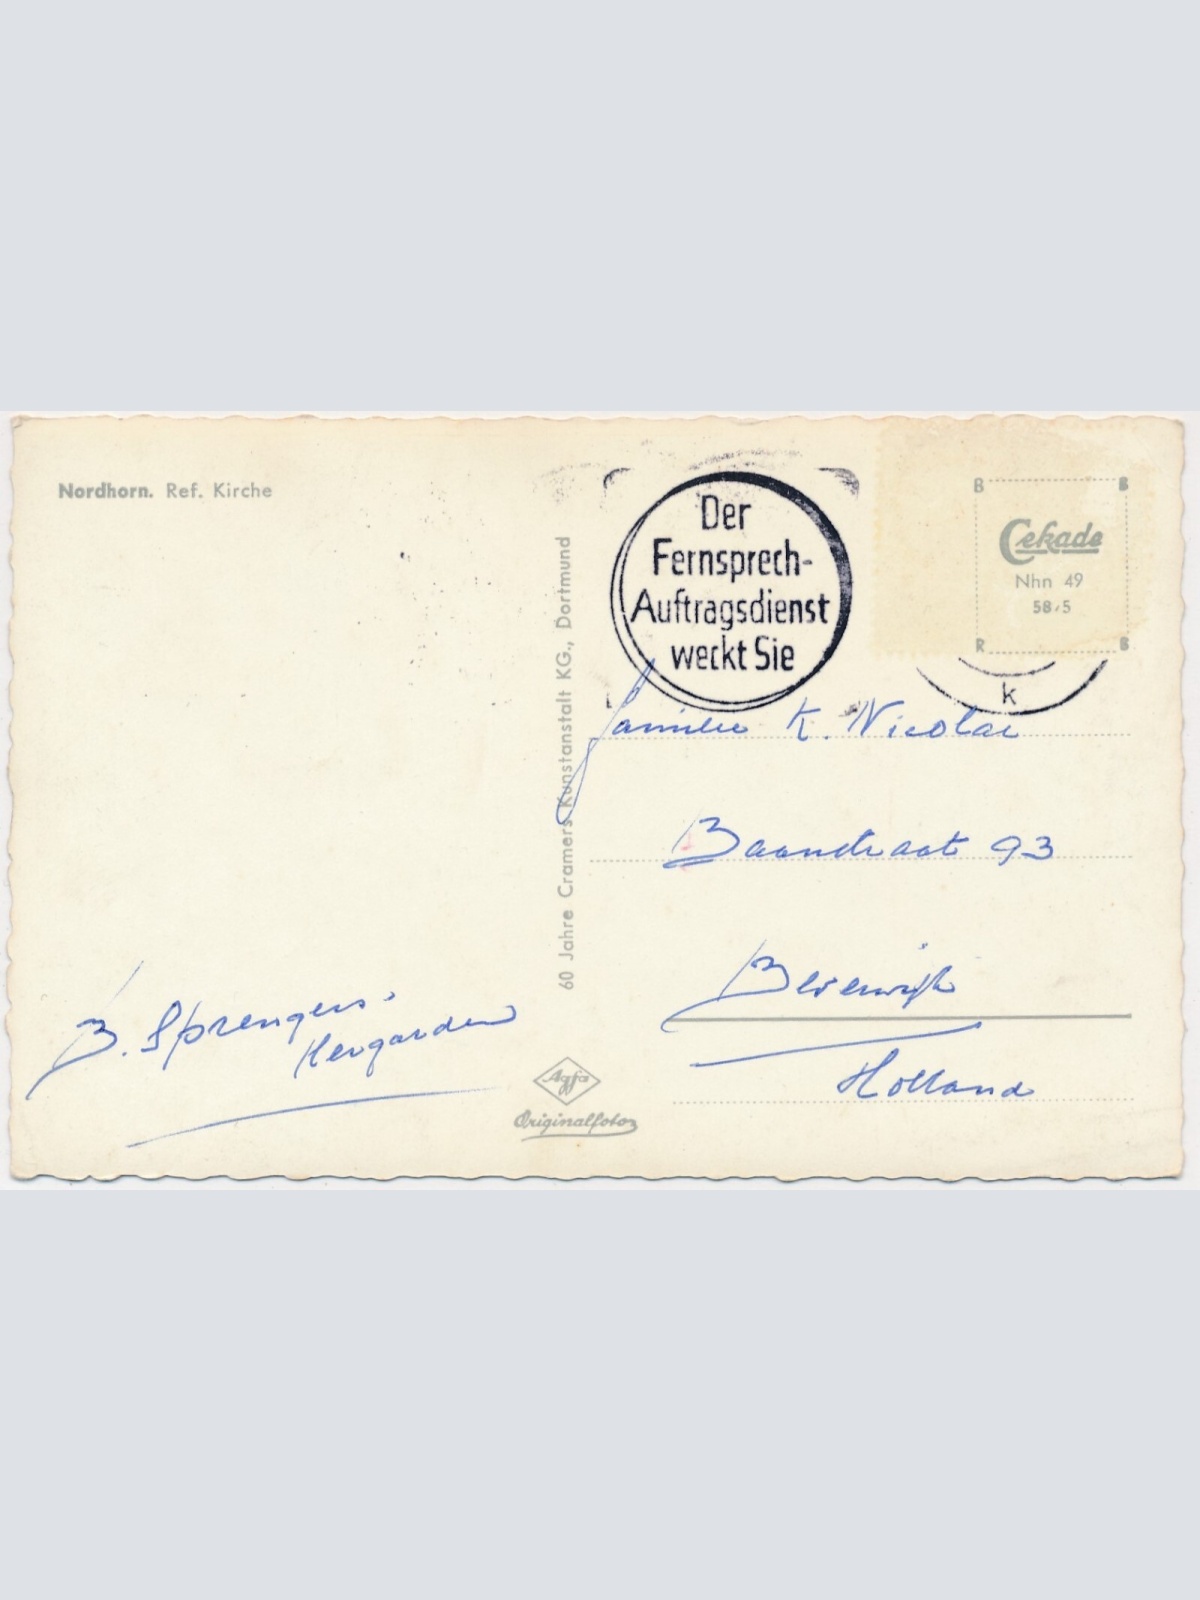 Nordhorn. Ref. Kirche
Der
Fernsprech-
Auftragsdienst
weckt Sie
B B
Cekade
Nhn 49
58/5
R B
k
60 Jahre Cramers Kunstanstalt KG., Dortmund
Familie K. Nicolai
Baanstraat 93
Beverwijk
Holland
B. Sprengers.
Agfa
Originalfoto